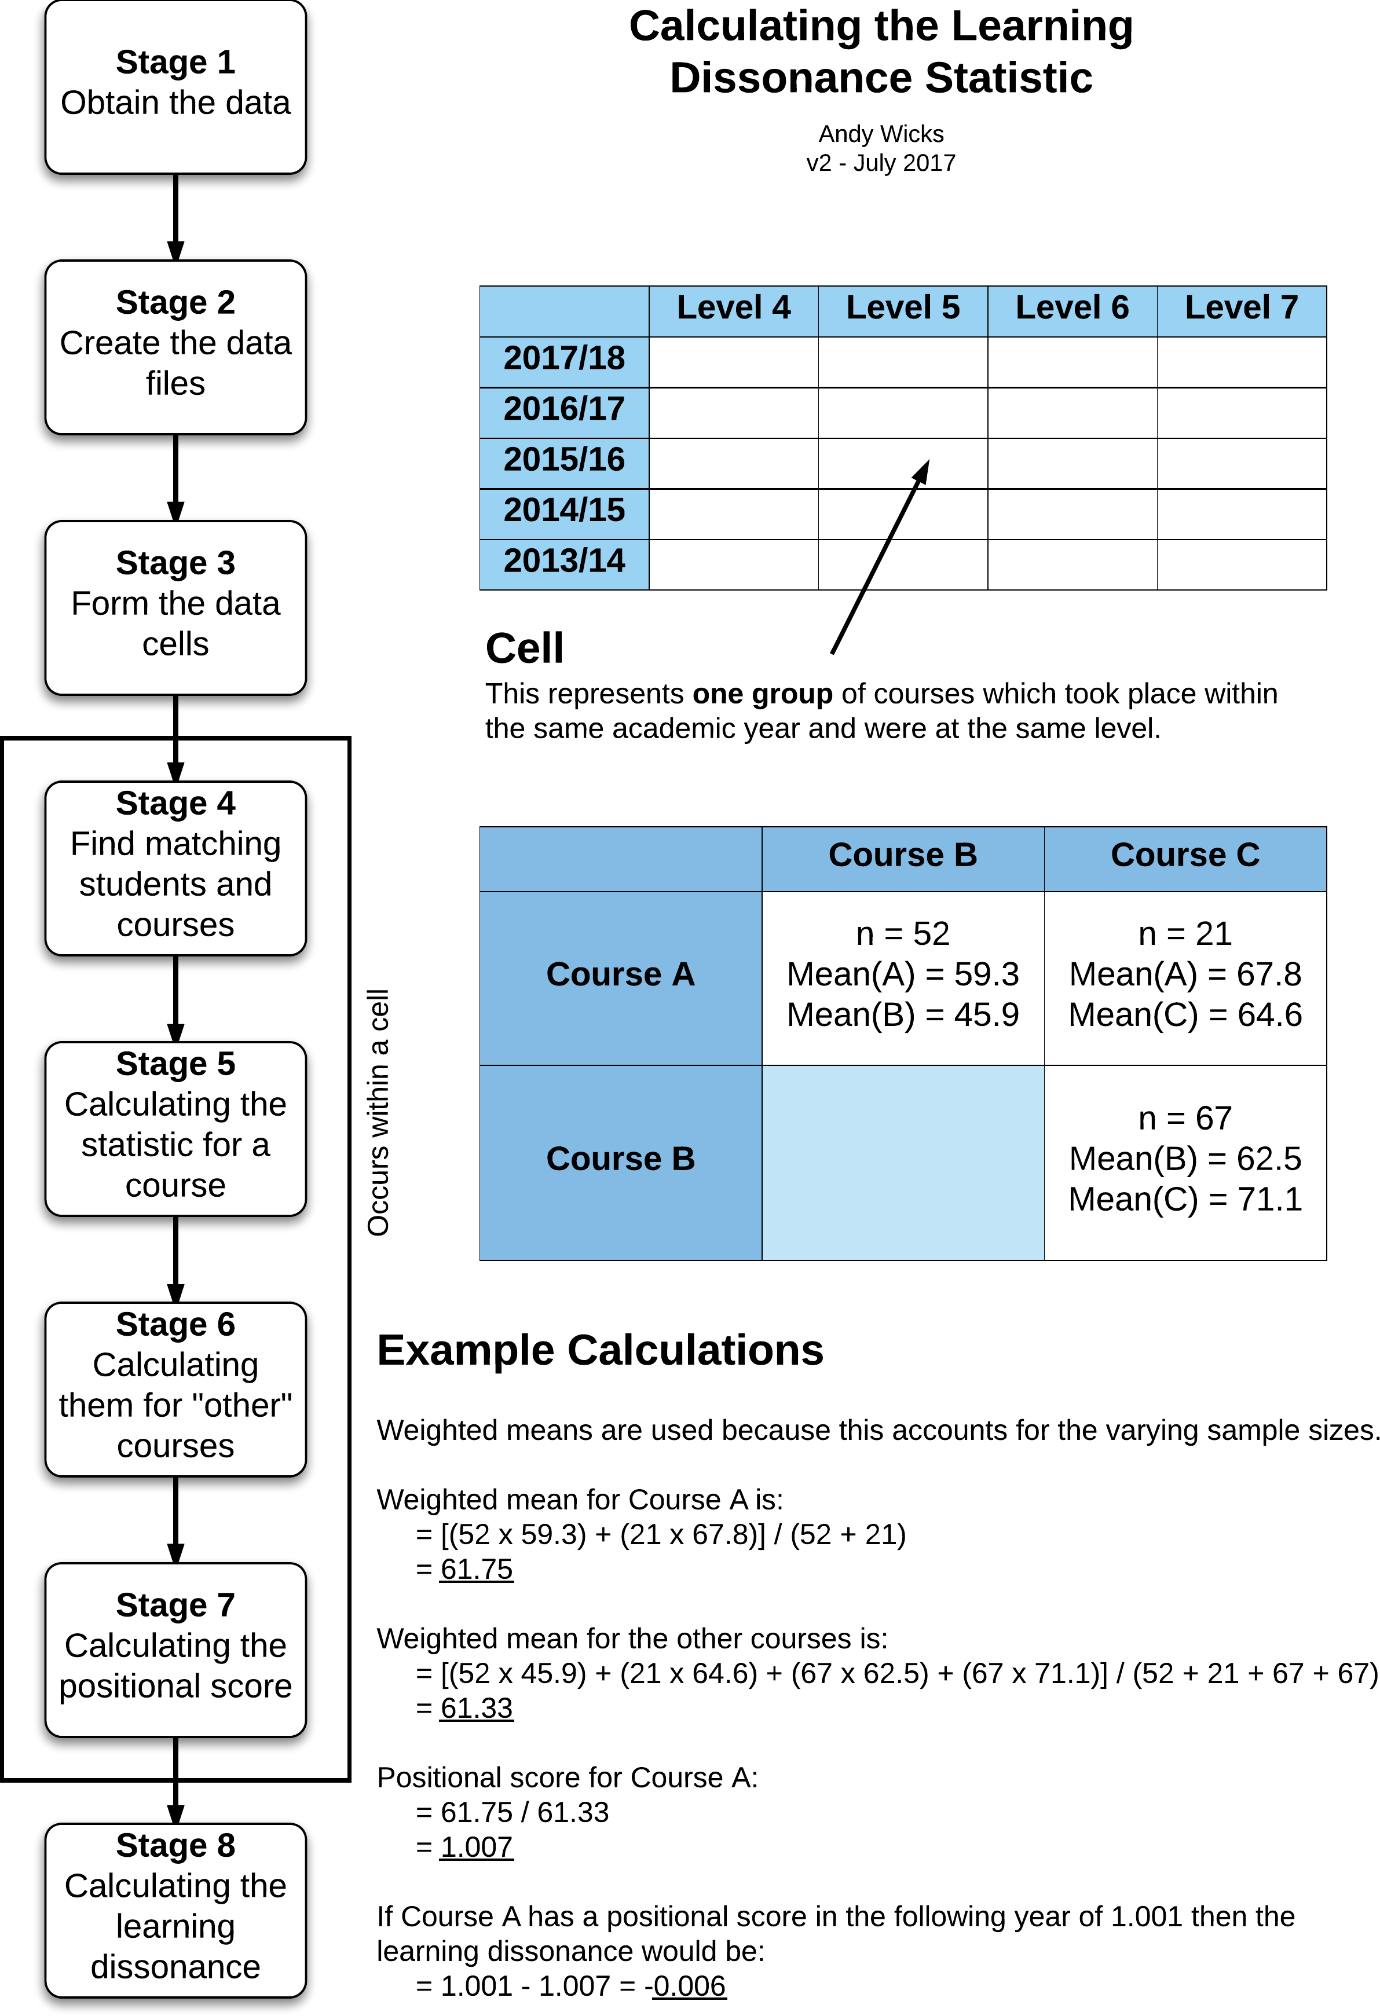 Calculating the Learning
Dissonance Statistic
Andy Wicks
v2 - July 2017
Stage 1
Obtain the data
Stage 2
Create the data
files
Stage 3
Form the data
cells
Stage 4
Find matching
students and
courses
Stage 5
Calculating the
statistic for a
course
Stage 6
Calculating
them for "other"
courses
Stage 7
Calculating the
positional score
Stage 8
Calculating the
learning
dissonance
Occurs within a cell
Level 4 Level 5 Level 6 Level 7
2017/18
2016/17
2015/16
2014/15
2013/14
Cell
This represents one group of courses which took place within
the same academic year and were at the same level.
Course B Course C
Course A
n = 52
Mean(A) = 59.3
Mean(B) = 45.9
n = 21
Mean(A) = 67.8
Mean(C) = 64.6
Course B
n = 67
Mean(B) = 62.5
Mean(C) = 71.1
Example Calculations
Weighted means are used because this accounts for the varying sample sizes.
Weighted mean for Course A is:
= [(52 x 59.3) + (21 x 67.8)] / (52 + 21)
= 61.75
Weighted mean for the other courses is:
= [(52 x 45.9) + (21 x 64.6) + (67 x 62.5) + (67 x 71.1)] / (52 + 21 + 67 + 67)
= 61.33
Positional score for Course A:
= 61.75 / 61.33
= 1.007
If Course A has a positional score in the following year of 1.001 then the
learning dissonance would be:
= 1.001 - 1.007 = -0.006